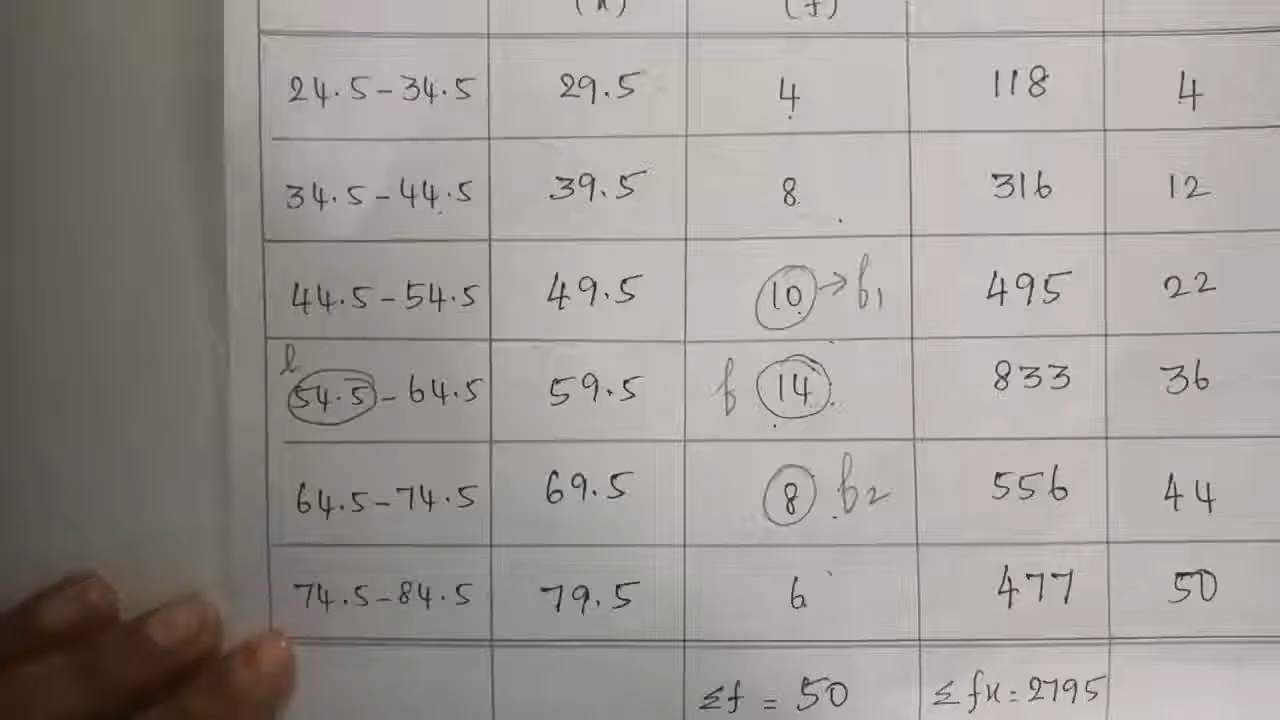 (x) (f)
24.5-34.5 29.5 4 118 4
34.5-44.5 39.5 8 316 12
44.5-54.5 49.5 10 → f1 495 22
l
54.5-64.5 59.5 f 14 833 36
64.5-74.5 69.5 8 f2 556 44
74.5-84.5 79.5 6 477 50
Σf = 50 Σfx = 2795